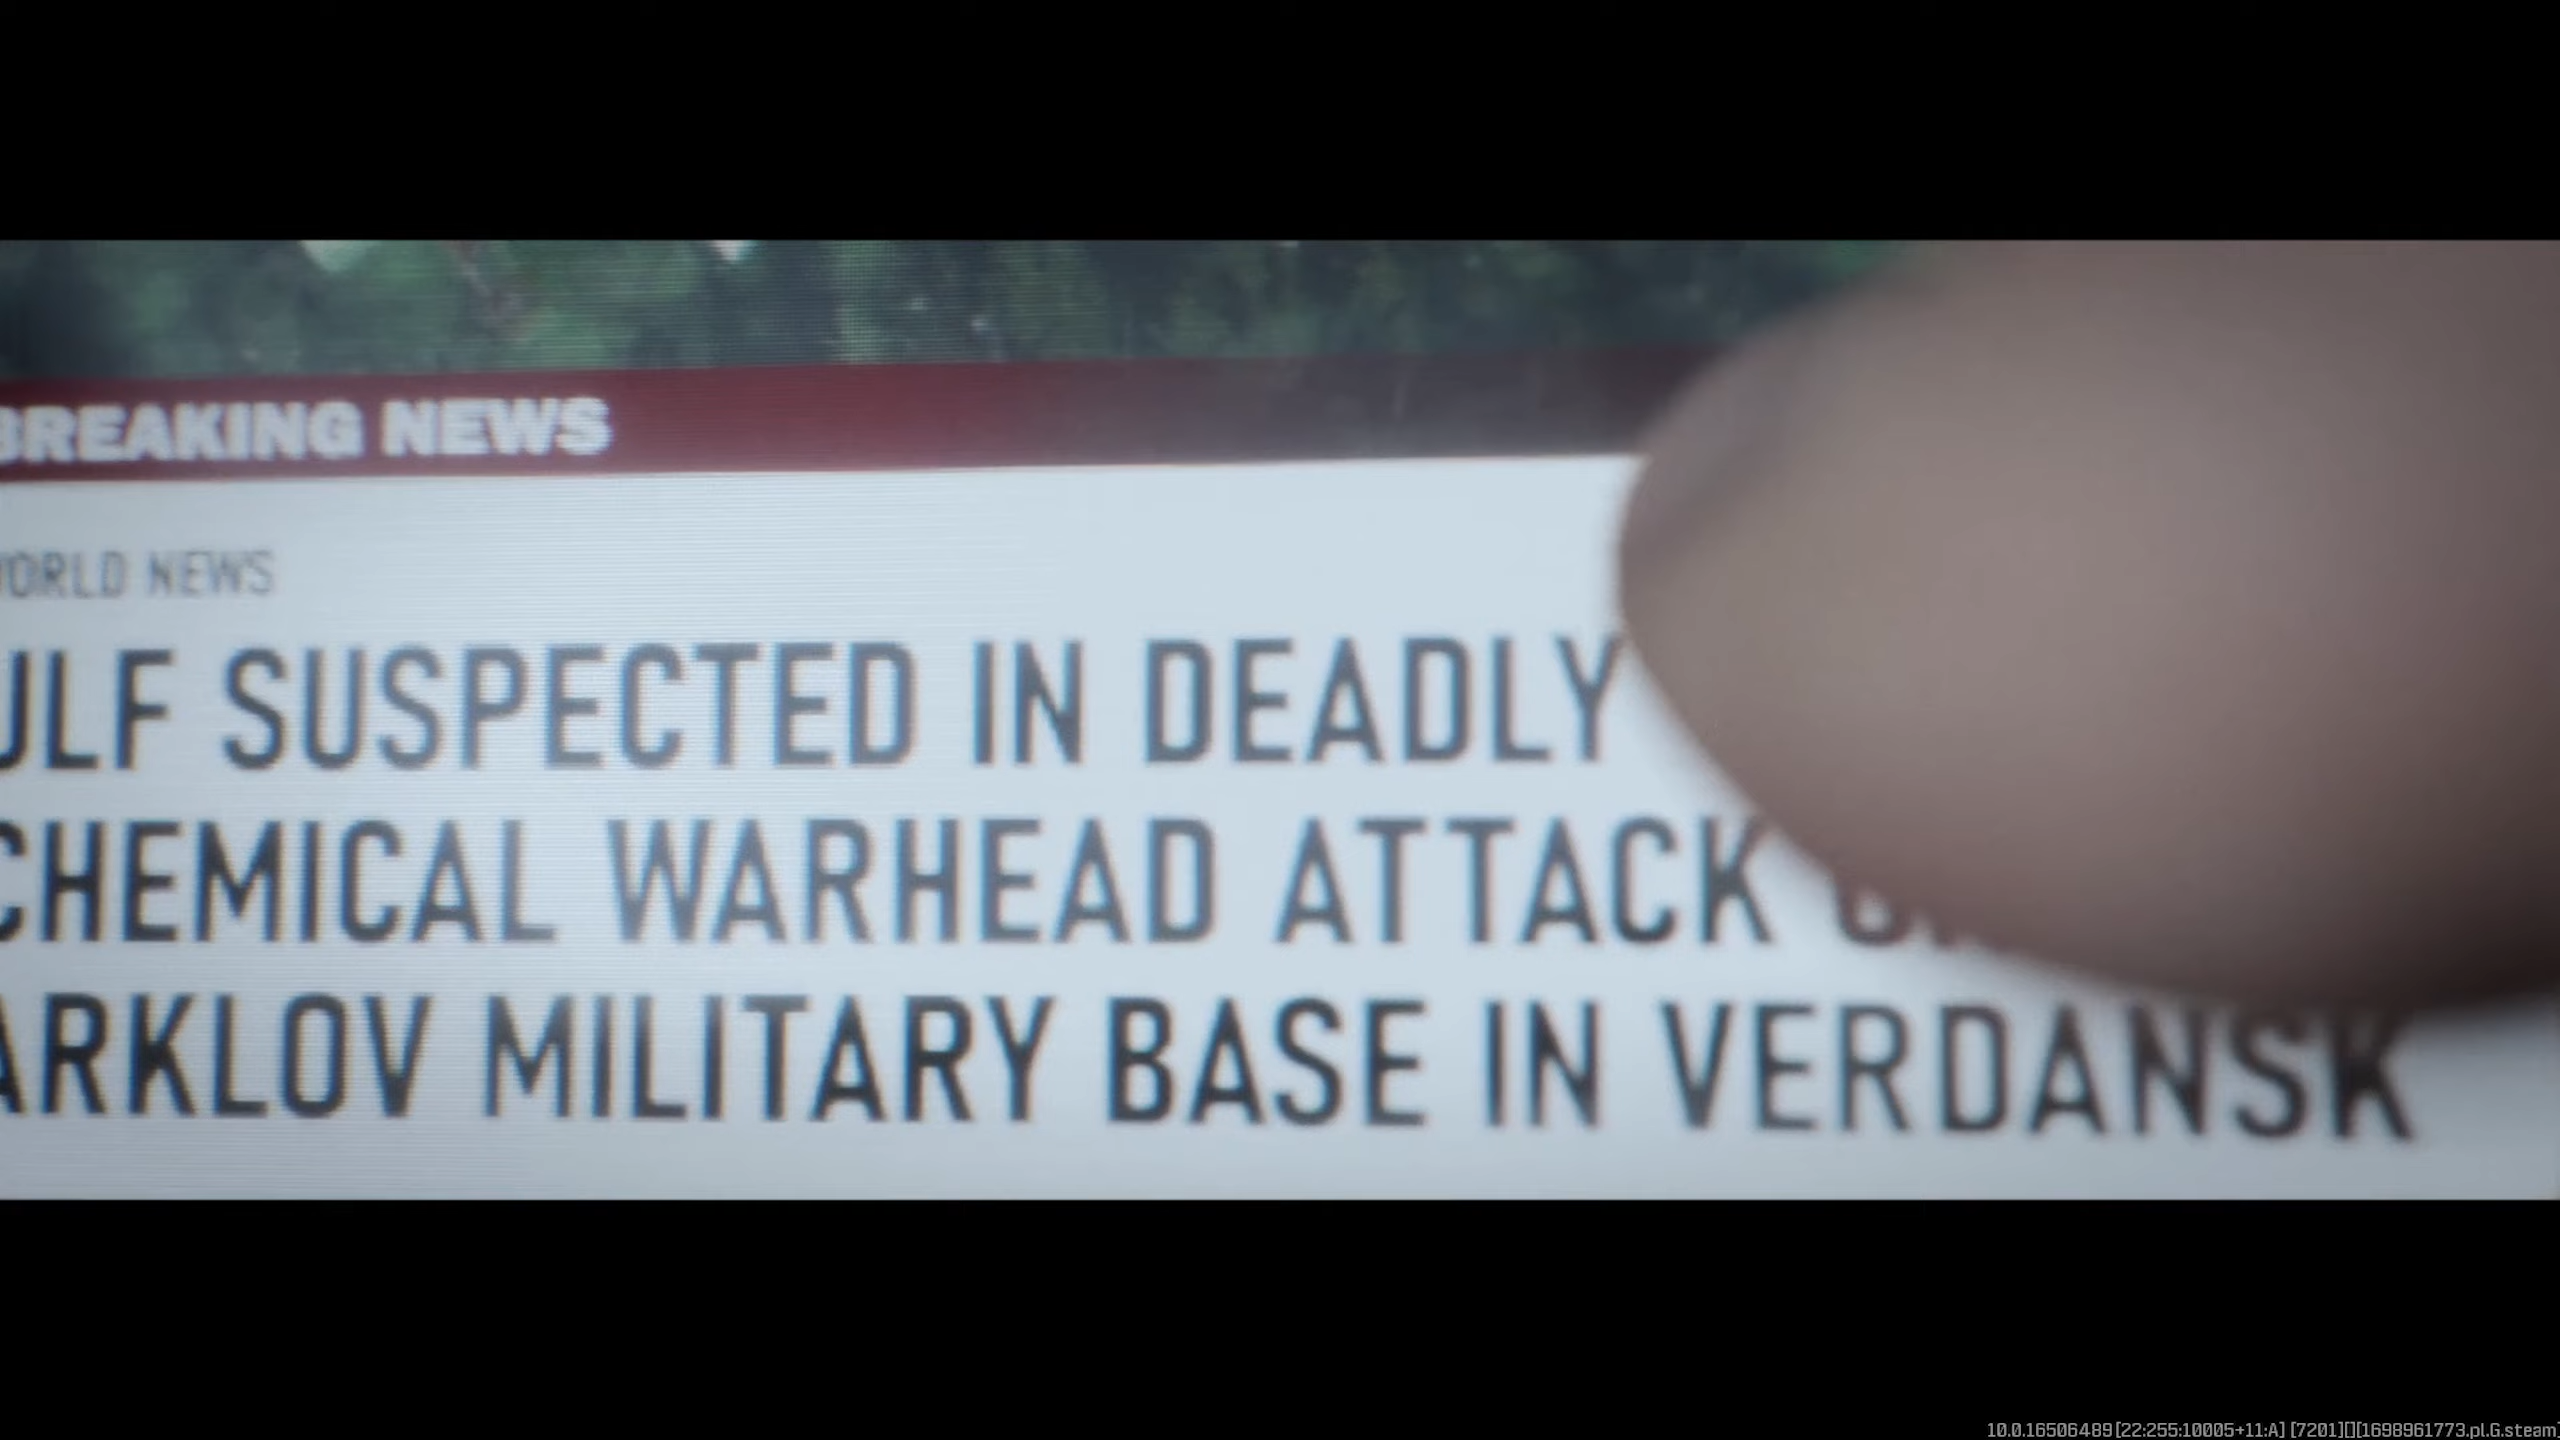 BREAKING NEWS
WORLD NEWS
ULF SUSPECTED IN DEADLY
CHEMICAL WARHEAD ATTACK
ARKLOV MILITARY BASE IN VERDANSK
10.0.16506489[22:255:10005+11:A] [7201][][1698961773.pl.G.steam]